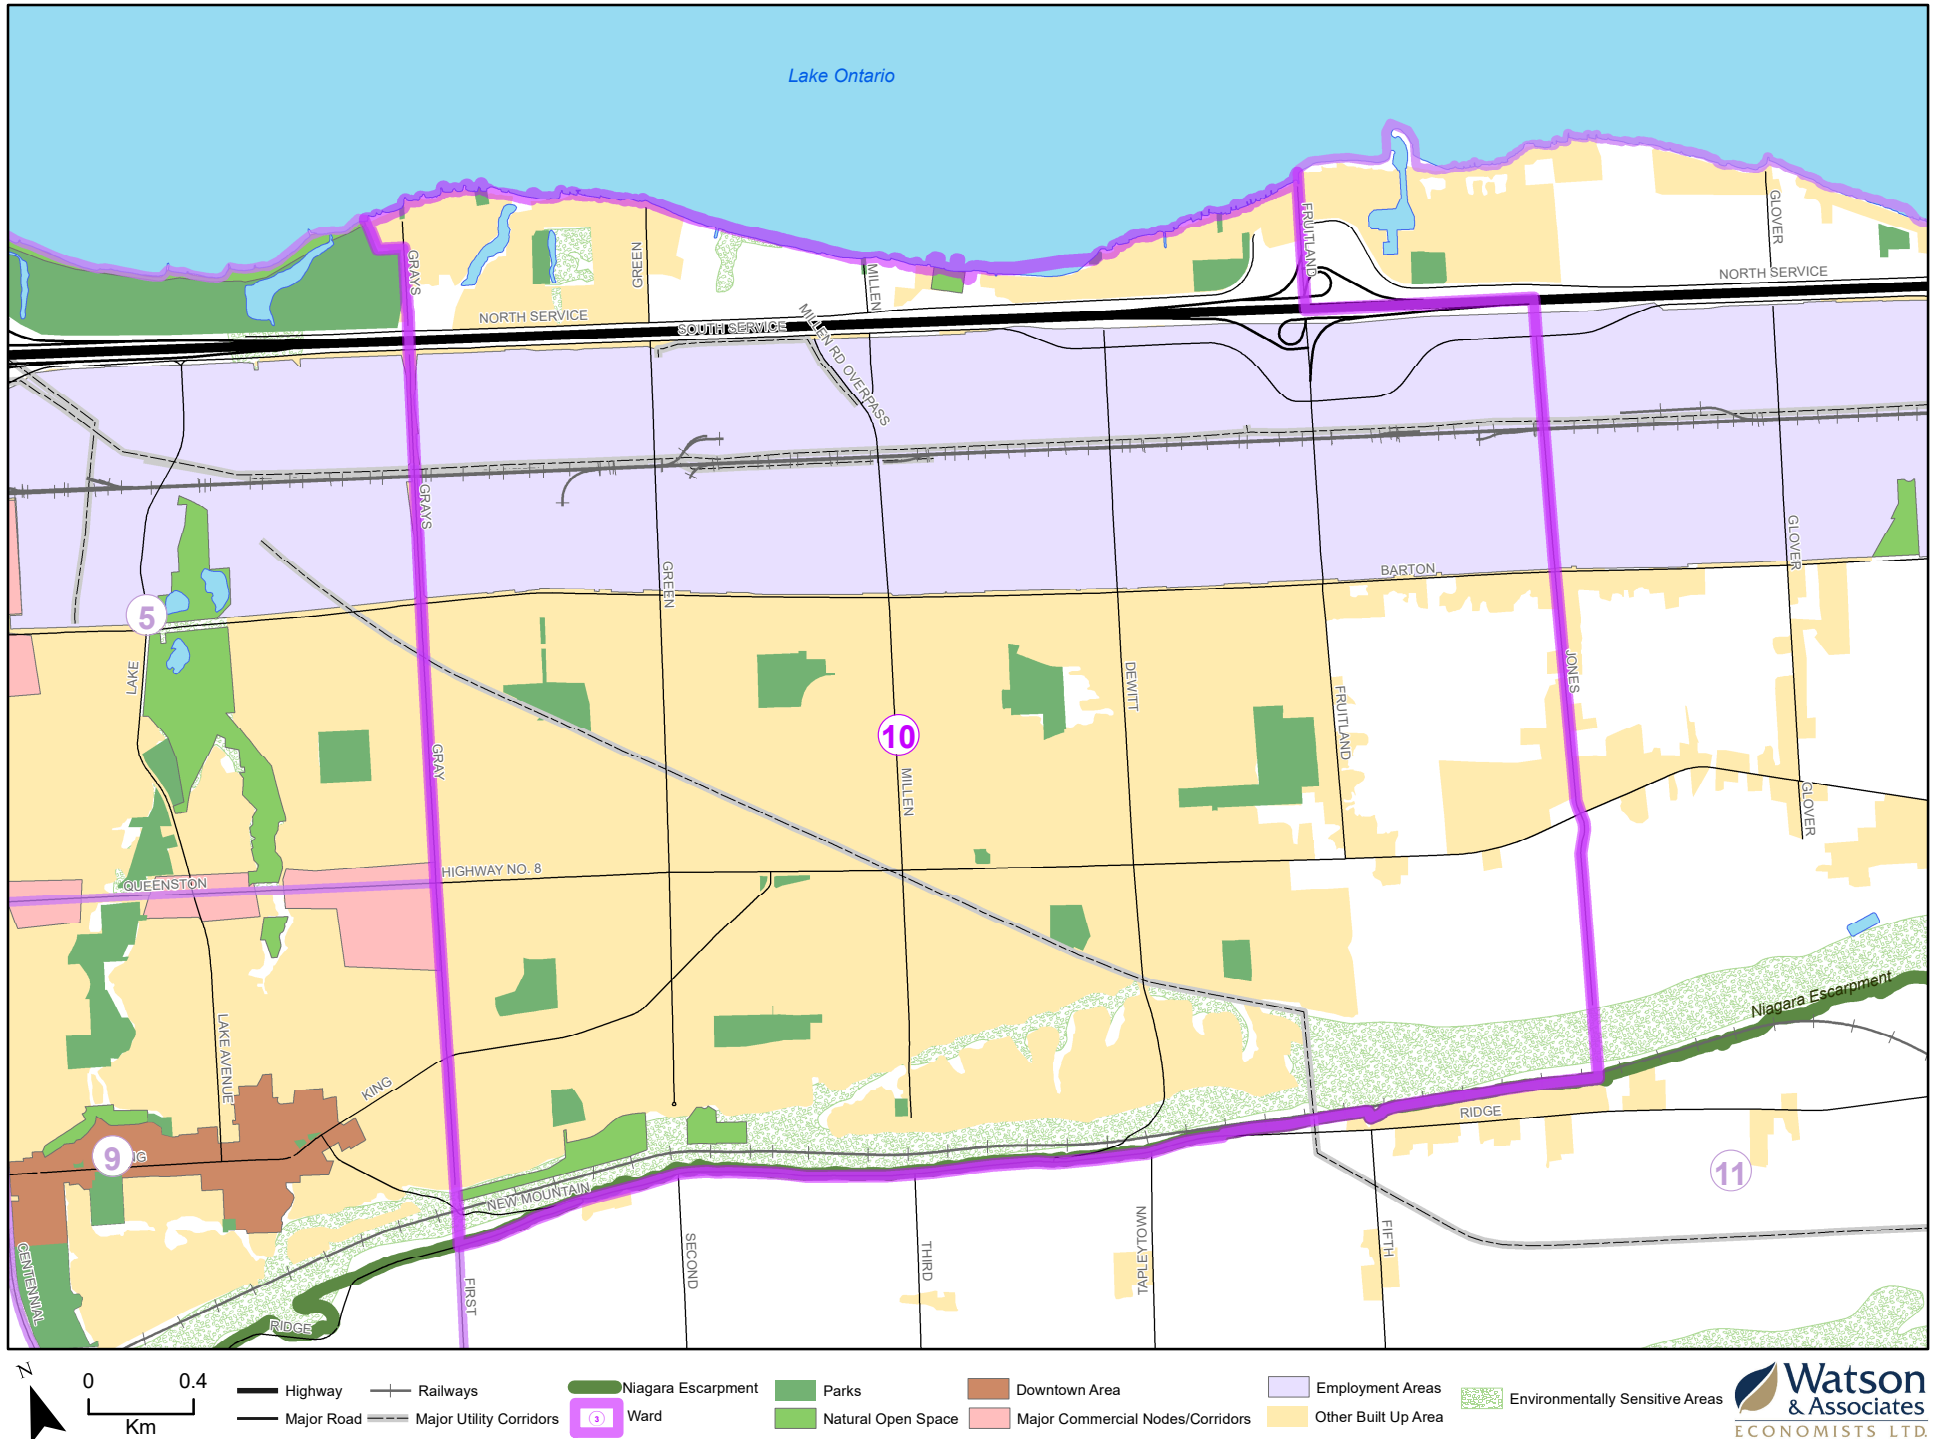 Lake Ontario
GRAYS
GREEN
MILLEN
FRUITLAND
GLOVER
NORTH SERVICE
NORTH SERVICE
SOUTH SERVICE
MILLEN RD OVERPASS
GRAYS
GREEN
BARTON
GLOVER
5
LAKE
GRAY
10
MILLEN
DEWITT
FRUITLAND
JONES
GLOVER
QUEENSTON
HIGHWAY NO. 8
LAKE AVENUE
KING
Niagara Escarpment
9
NG
RIDGE
11
NEW MOUNTAIN
CENTENNIAL
FIRST
SECOND
THIRD
TAPLEYTOWN
FIFTH
RIDGE
N
0 0.4
Km
Highway
Major Road
Railways
Major Utility Corridors
Niagara Escarpment
3
Ward
Parks
Natural Open Space
Downtown Area
Major Commercial Nodes/Corridors
Employment Areas
Other Built Up Area
Environmentally Sensitive Areas
Watson
& Associates
ECONOMISTS LTD.